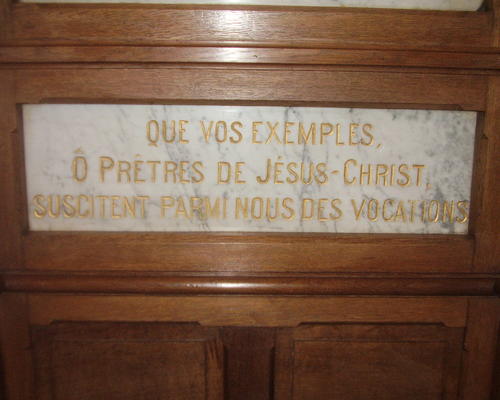 QUE VOS EXEMPLES,
Ô PRÊTRES DE JÉSUS-CHRIST,
SUSCITENT PARMI NOUS DES VOCATIONS